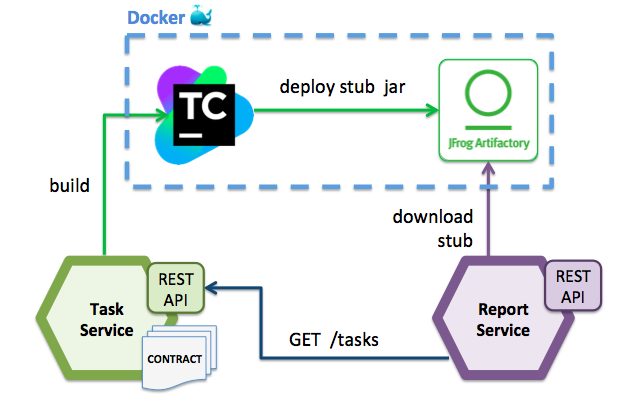 Docker
TC
deploy stub jar
JFrog Artifactory
build
download
stub
REST
API
Task
Service
CONTRACT
GET /tasks
REST
API
Report
Service